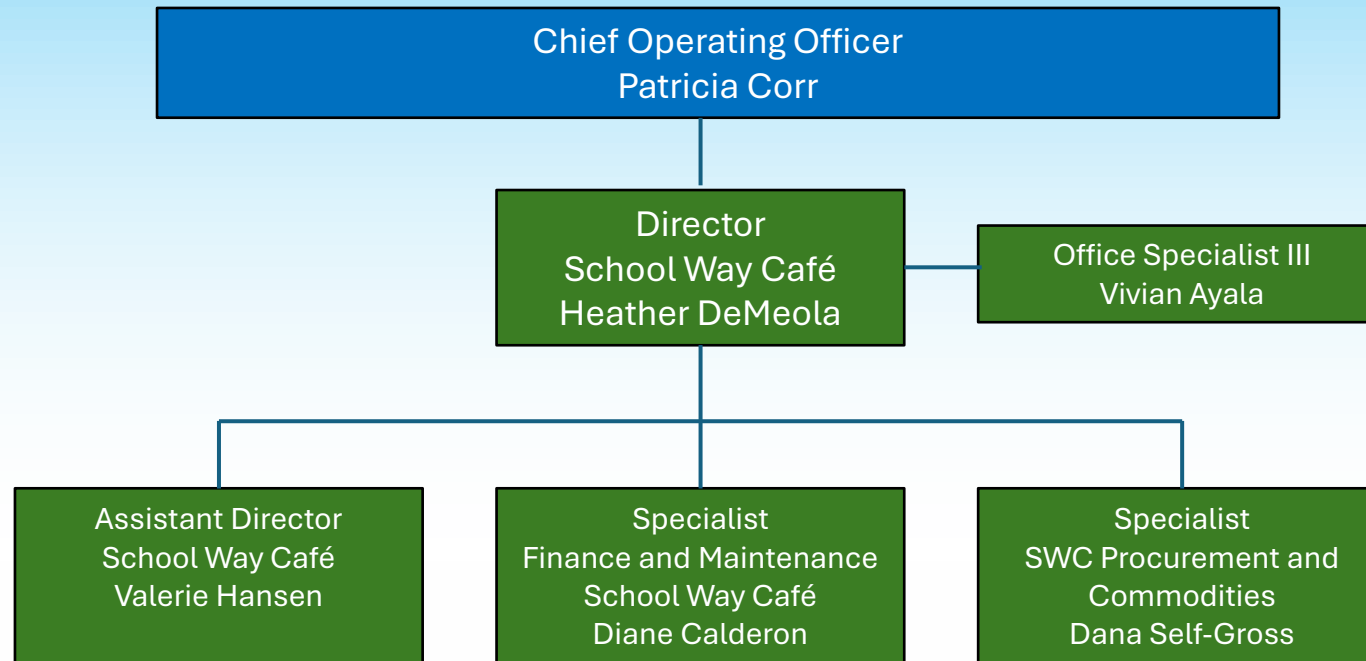 Chief Operating Officer
Patricia Corr
Director
School Way Café
Heather DeMeola
Office Specialist III
Vivian Ayala
Assistant Director
School Way Café
Valerie Hansen
Specialist
Finance and Maintenance
School Way Café
Diane Calderon
Specialist
SWC Procurement and
Commodities
Dana Self-Gross